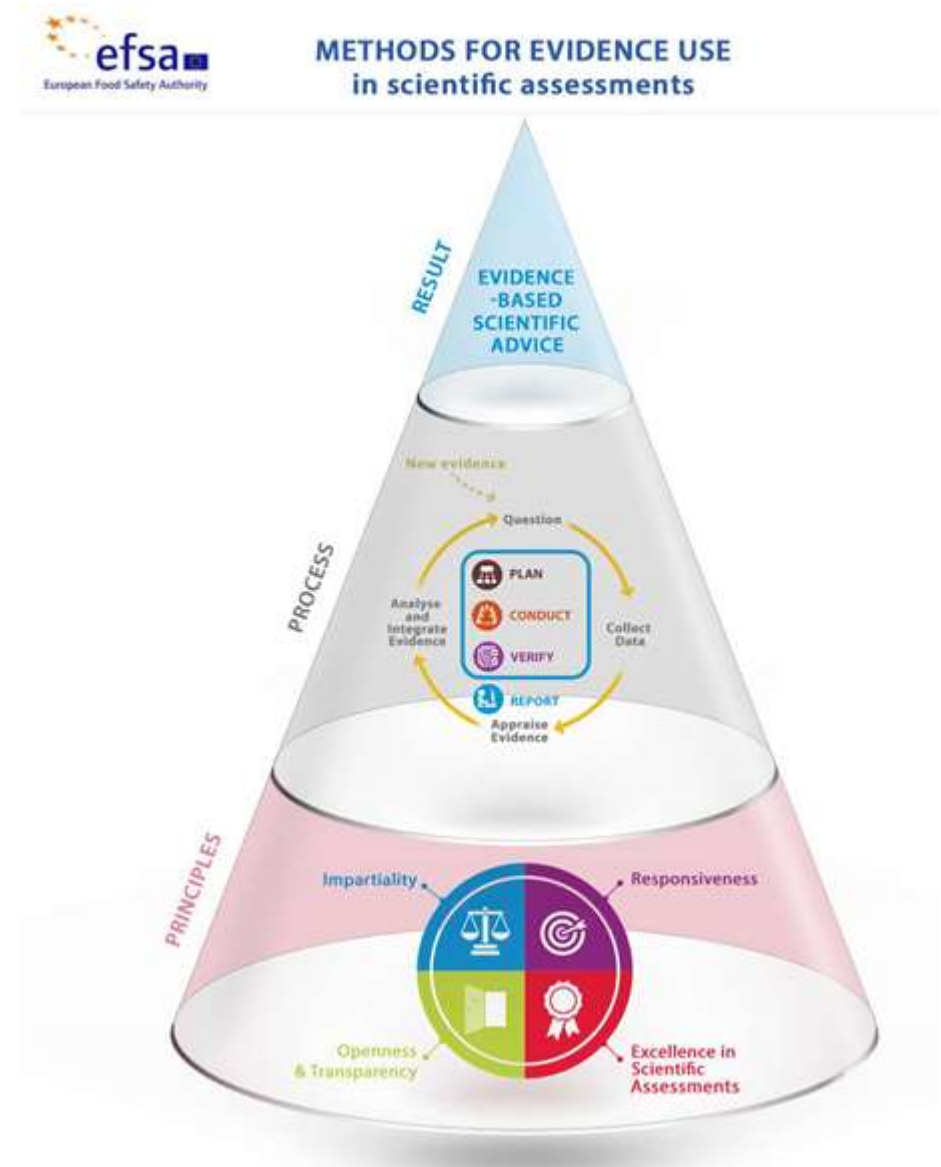 efsa
European Food Safety Authority
METHODS FOR EVIDENCE USE
in scientific assessments
RESULT
EVIDENCE
-BASED
SCIENTIFIC
ADVICE
PROCESS
New evidence
Question
PLAN
CONDUCT
VERIFY
REPORT
Analyse
and
Integrate
Evidence
Collect
Data
Appraise
Evidence
PRINCIPLES
Impartiality
Responsiveness
Openness
& Transparency
Excellence in
Scientific
Assessments